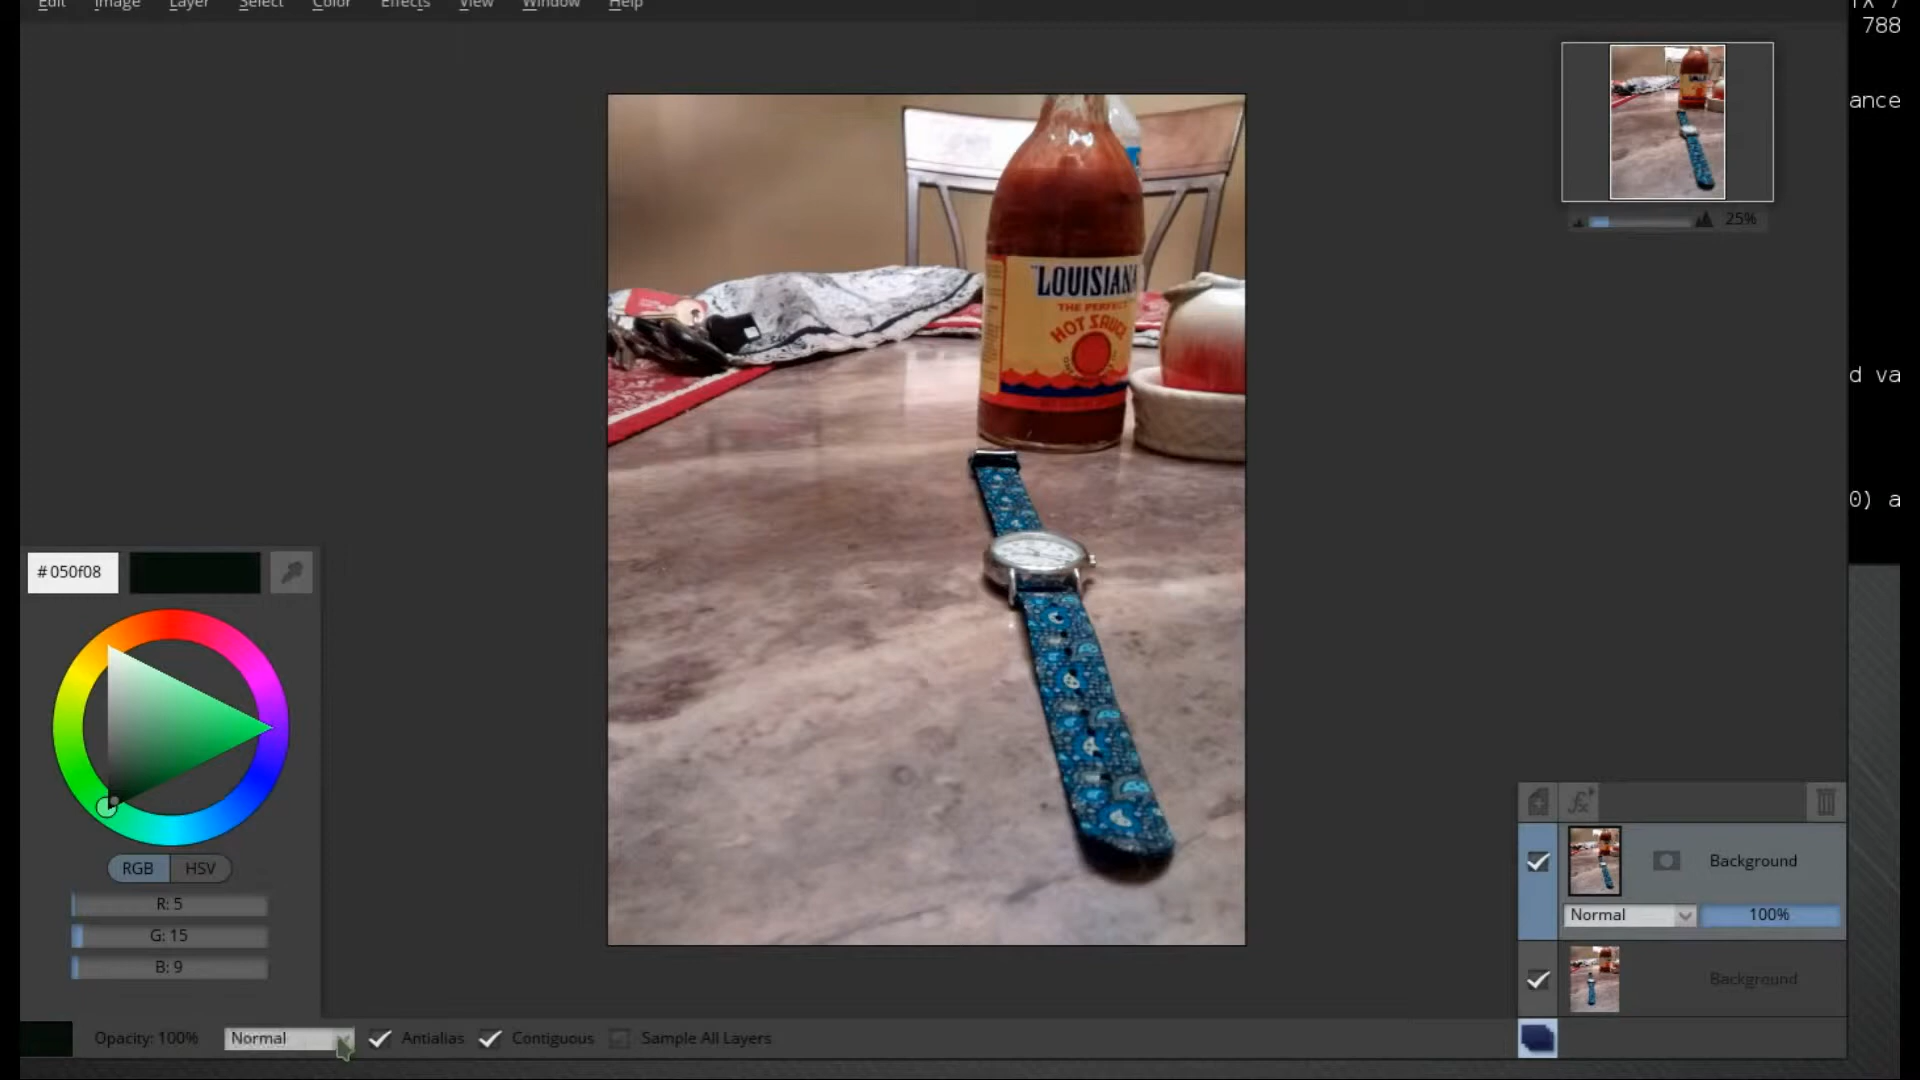 Edit Image Layer Select Color Effects View Window Help
788
25%
ance
"LOUISIANA
THE PERFECT
HOT SAUCE
d va
0) a
#050f08
RGB HSV
R: 5
G: 15
B: 9
Background
Normal 100%
Background
Opacity: 100% Normal Antialias Contiguous Sample All Layers